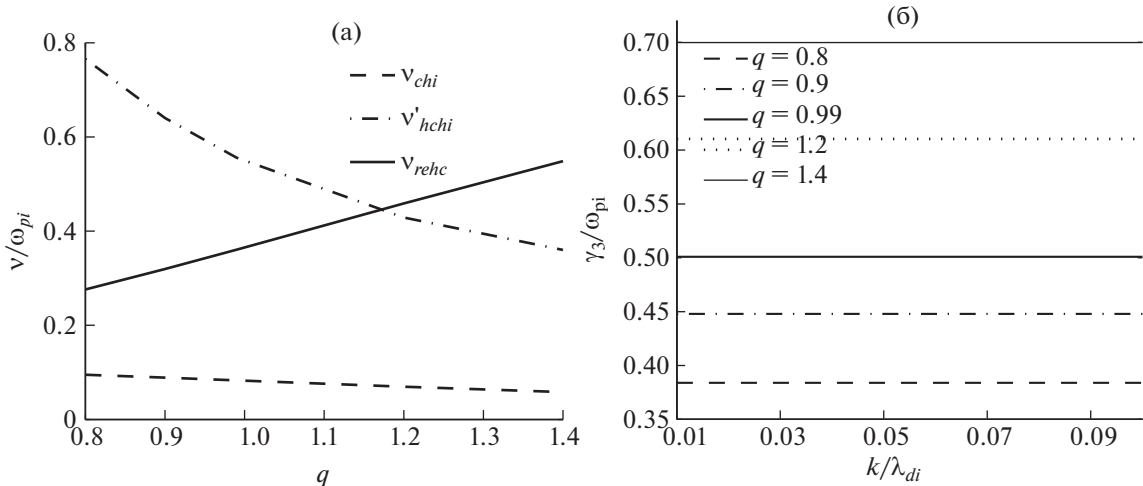 (а)
0.8
0.6
0.4
0.2
0
ν/ω_pi
ν_chi
ν'_hchi
ν_rehc
0.8 0.9 1.0 1.1 1.2 1.3 1.4
q
(б)
0.70
0.65
0.60
0.55
0.50
0.45
0.40
0.35
γ_3/ω_pi
q = 0.8
q = 0.9
q = 0.99
q = 1.2
q = 1.4
0.01 0.03 0.05 0.07 0.09
k/λ_di